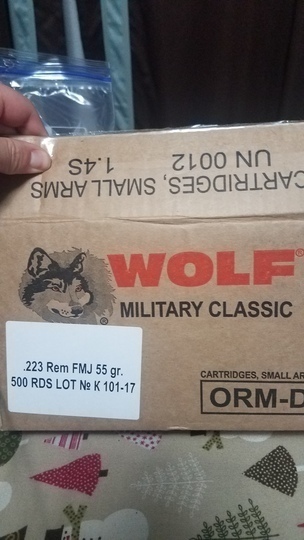 CARTRIDGES, SMALL ARMS
UN 0012
1.4S
WOLF®
MILITARY CLASSIC
®
.223 Rem FMJ 55 gr.
500 RDS LOT № K 101-17
CARTRIDGES, SMALL AR
ORM-D